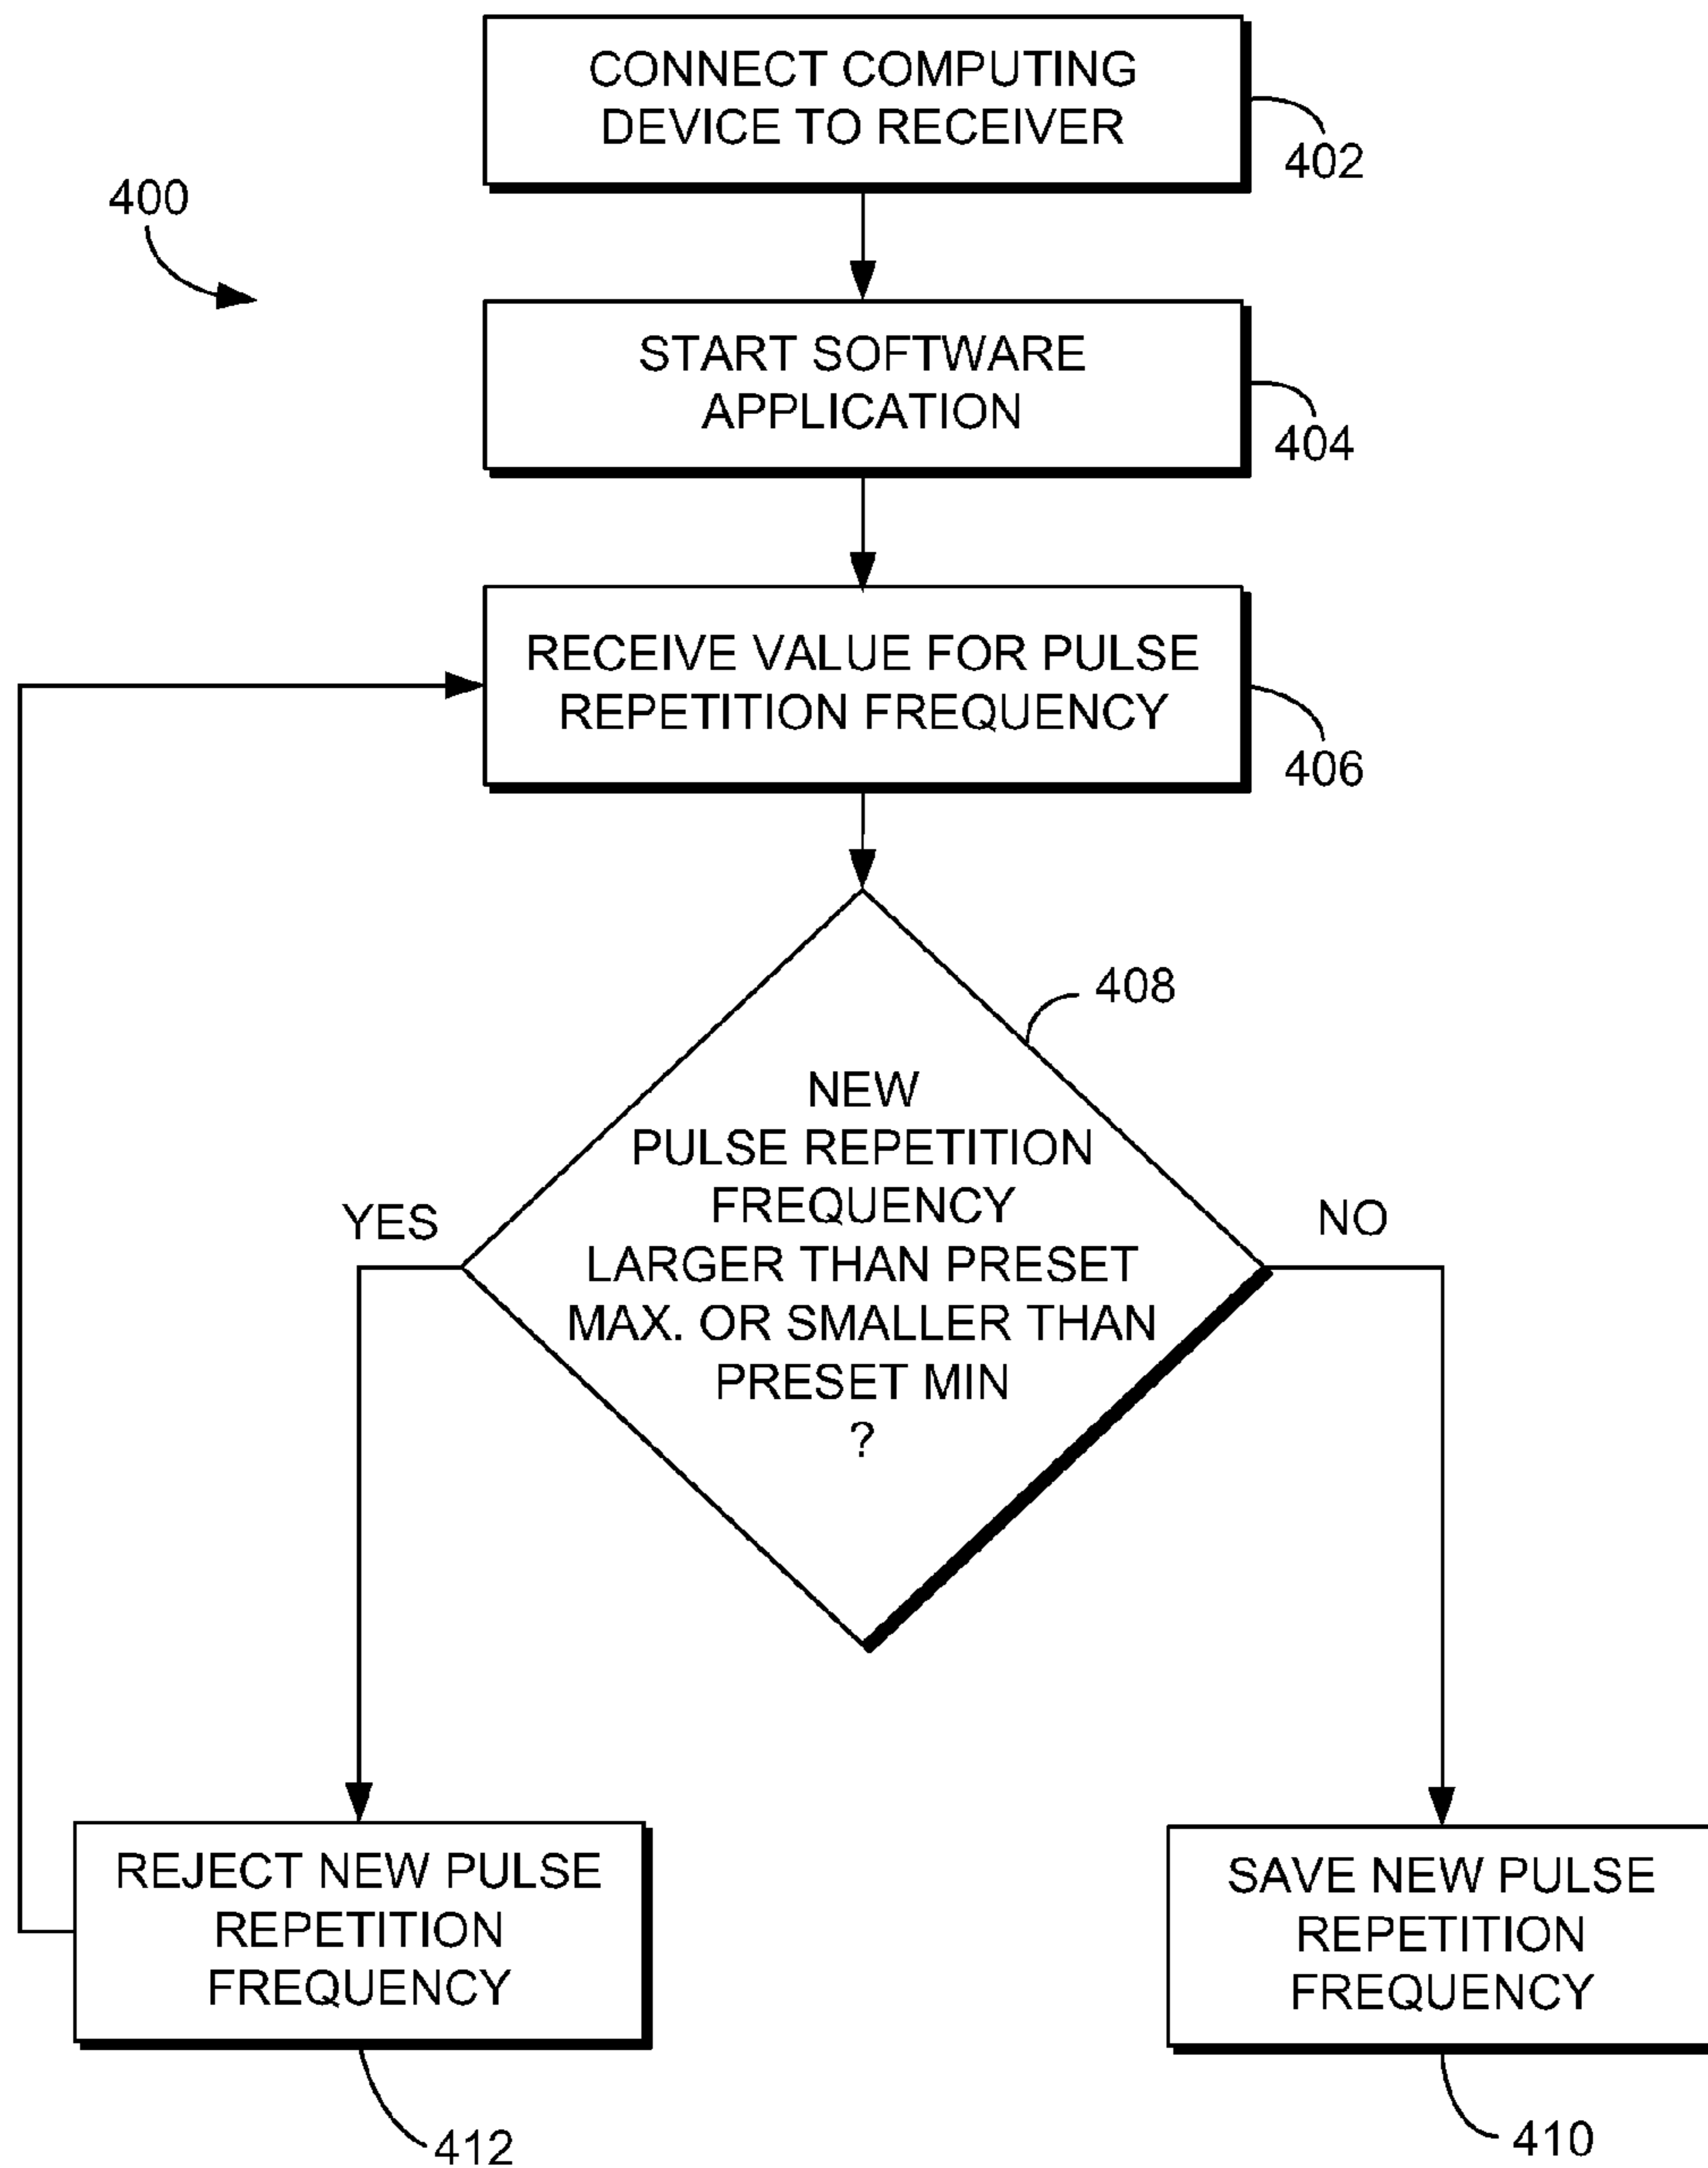 CONNECT COMPUTING
DEVICE TO RECEIVER
402
400
START SOFTWARE
APPLICATION
404
RECEIVE VALUE FOR PULSE
REPETITION FREQUENCY
406
408
NEW
PULSE REPETITION
FREQUENCY
LARGER THAN PRESET
MAX. OR SMALLER THAN
PRESET MIN
?
YES
NO
REJECT NEW PULSE
REPETITION
FREQUENCY
412
SAVE NEW PULSE
REPETITION
FREQUENCY
410